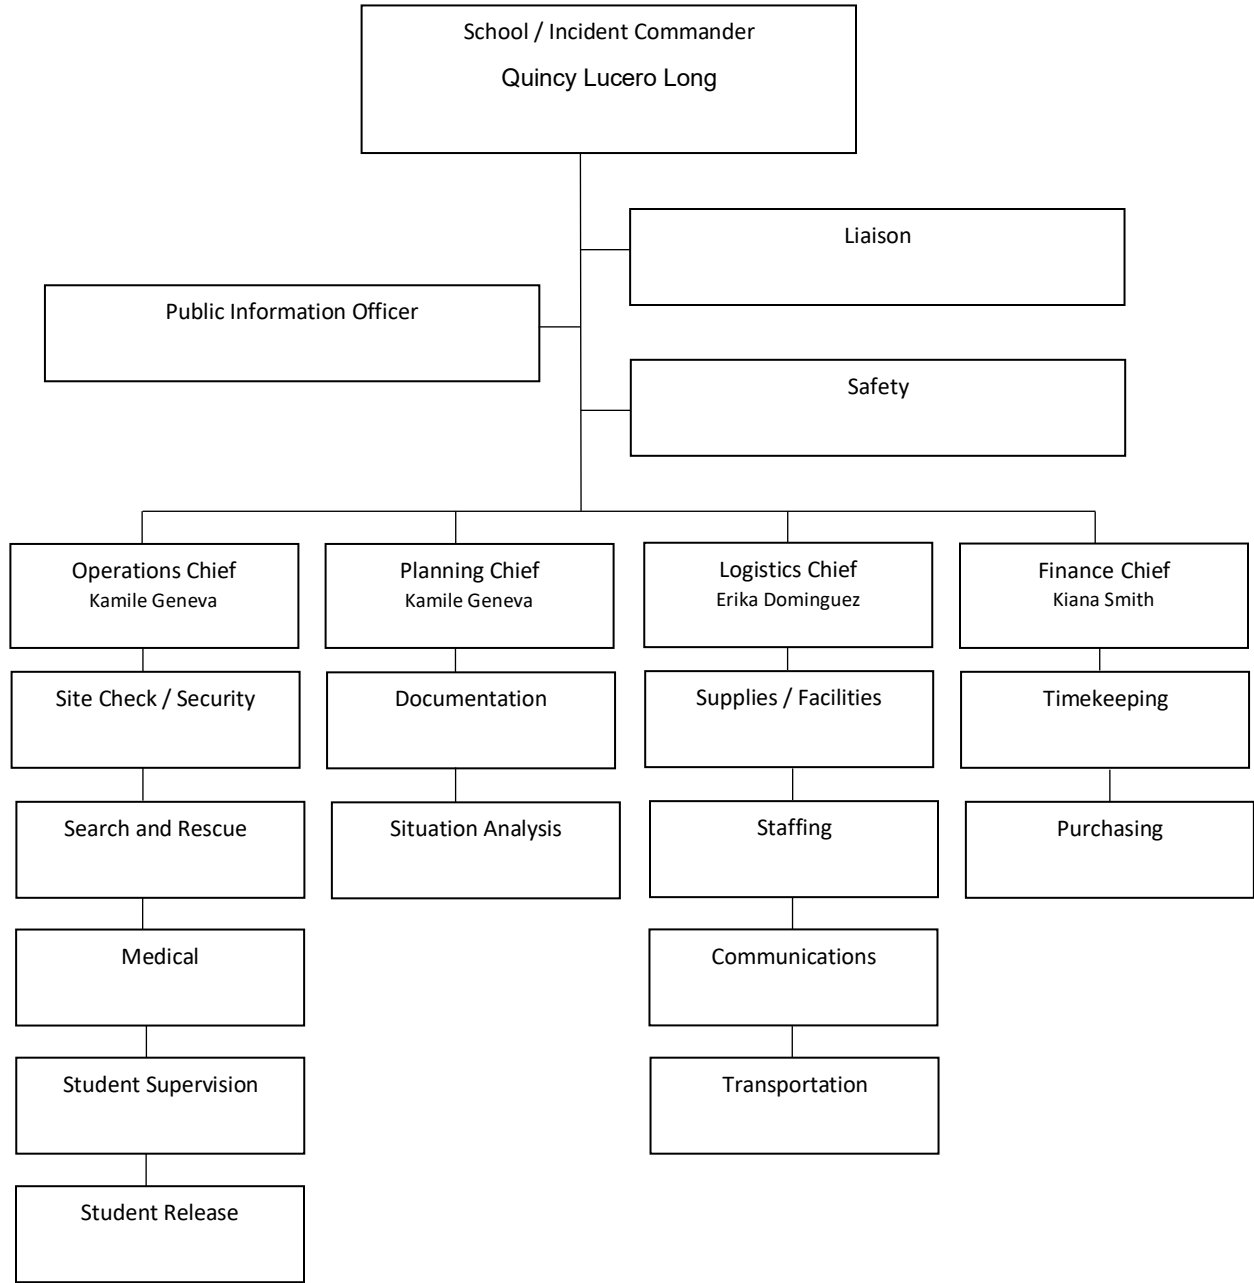 School / Incident Commander
Quincy Lucero Long
Liaison
Public Information Officer
Safety
Operations Chief
Kamile Geneva
Planning Chief
Kamile Geneva
Logistics Chief
Erika Dominguez
Finance Chief
Kiana Smith
Site Check / Security
Documentation
Supplies / Facilities
Timekeeping
Search and Rescue
Situation Analysis
Staffing
Purchasing
Medical
Communications
Student Supervision
Transportation
Student Release